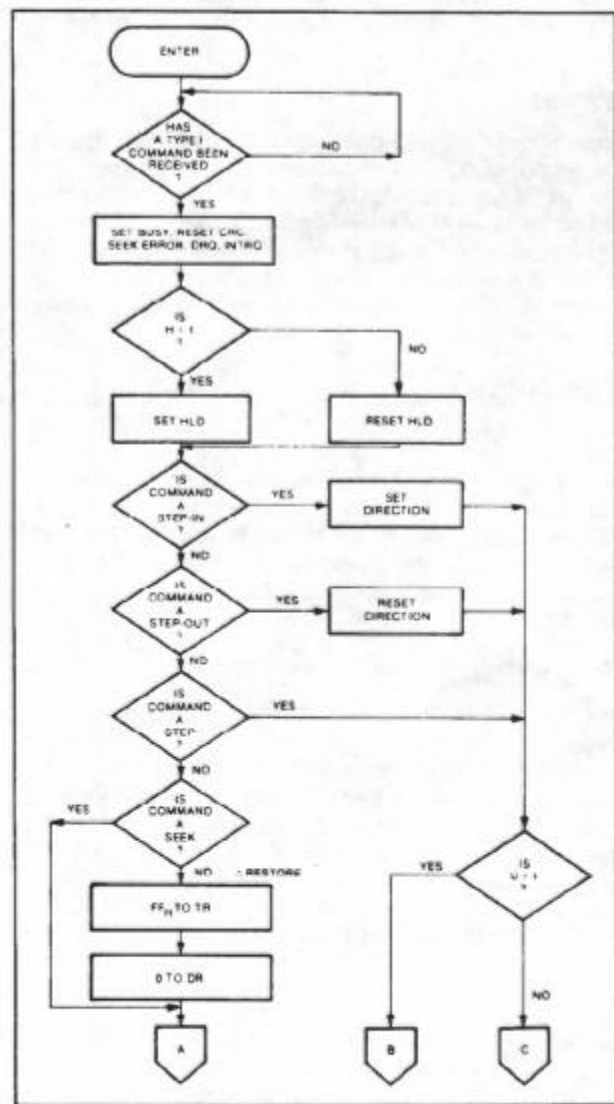 ENTER
HAS
A TYPE I
COMMAND BEEN
RECEIVED
?
NO
YES
SET BUSY, RESET CRC,
SEEK ERROR, DRQ, INTRQ
IS
H = 1
?
NO
YES
SET HLD
RESET HLD
IS
COMMAND
A
STEP-IN
?
YES
SET
DIRECTION
NO
IS
COMMAND
A
STEP-OUT
?
YES
RESET
DIRECTION
NO
IS
COMMAND
A
STEP
?
YES
NO
IS
COMMAND
A
SEEK
?
YES
NO
RESTORE
FFH TO TR
0 TO DR
IS
?
YES
NO
A
B
C